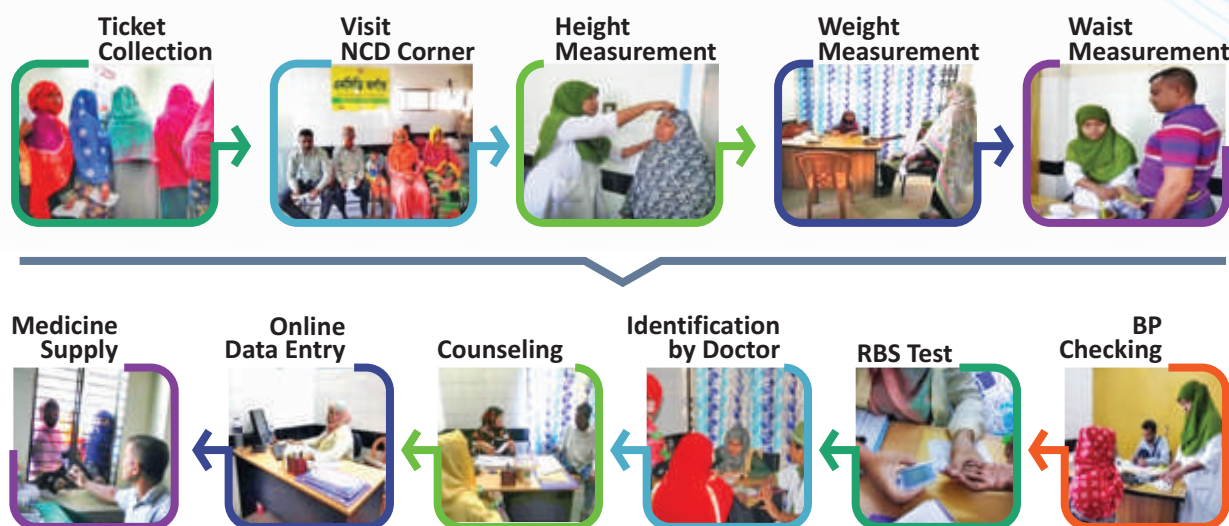 Ticket
Collection
Visit
NCD Corner
Height
Measurement
Weight
Measurement
Waist
Measurement
Medicine
Supply
Online
Data Entry
Counseling
Identification
by Doctor
RBS Test
BP
Checking